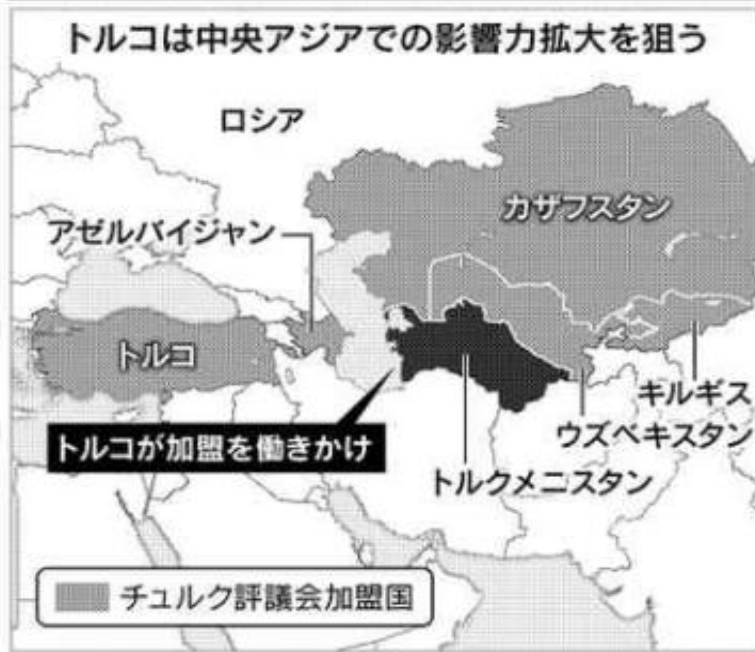 トルコは中央アジアでの影響力拡大を狙う
ロシア
カザフスタン
アゼルバイジャン
トルコ
キルギス
ウズベキスタン
トルクメニスタン
トルコが加盟を働きかけ
チュルク評議会加盟国